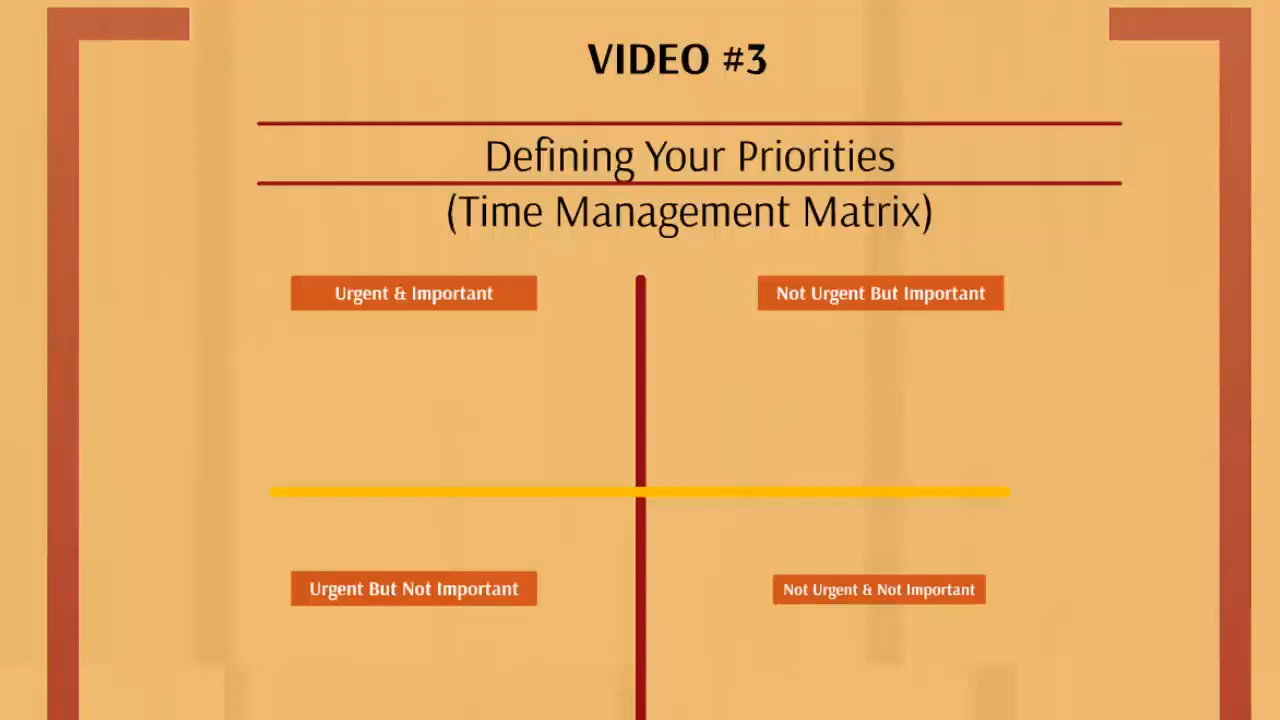 VIDEO #3
Defining Your Priorities
(Time Management Matrix)
Urgent & Important
Not Urgent But Important
Urgent But Not Important
Not Urgent & Not Important